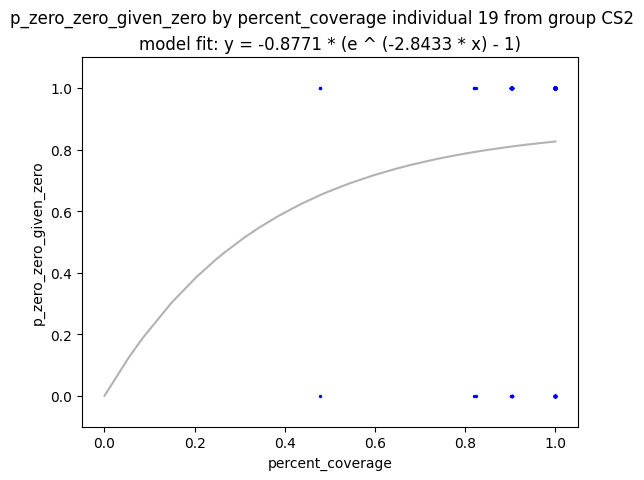 p_zero_zero_given_zero by percent_coverage individual 19 from group CS2
model fit: y = -0.8771 * (e ^ (-2.8433 * x) - 1)
1.0
0.8
0.6
0.4
0.2
0.0
p_zero_zero_given_zero
0.0 0.2 0.4 0.6 0.8 1.0
percent_coverage